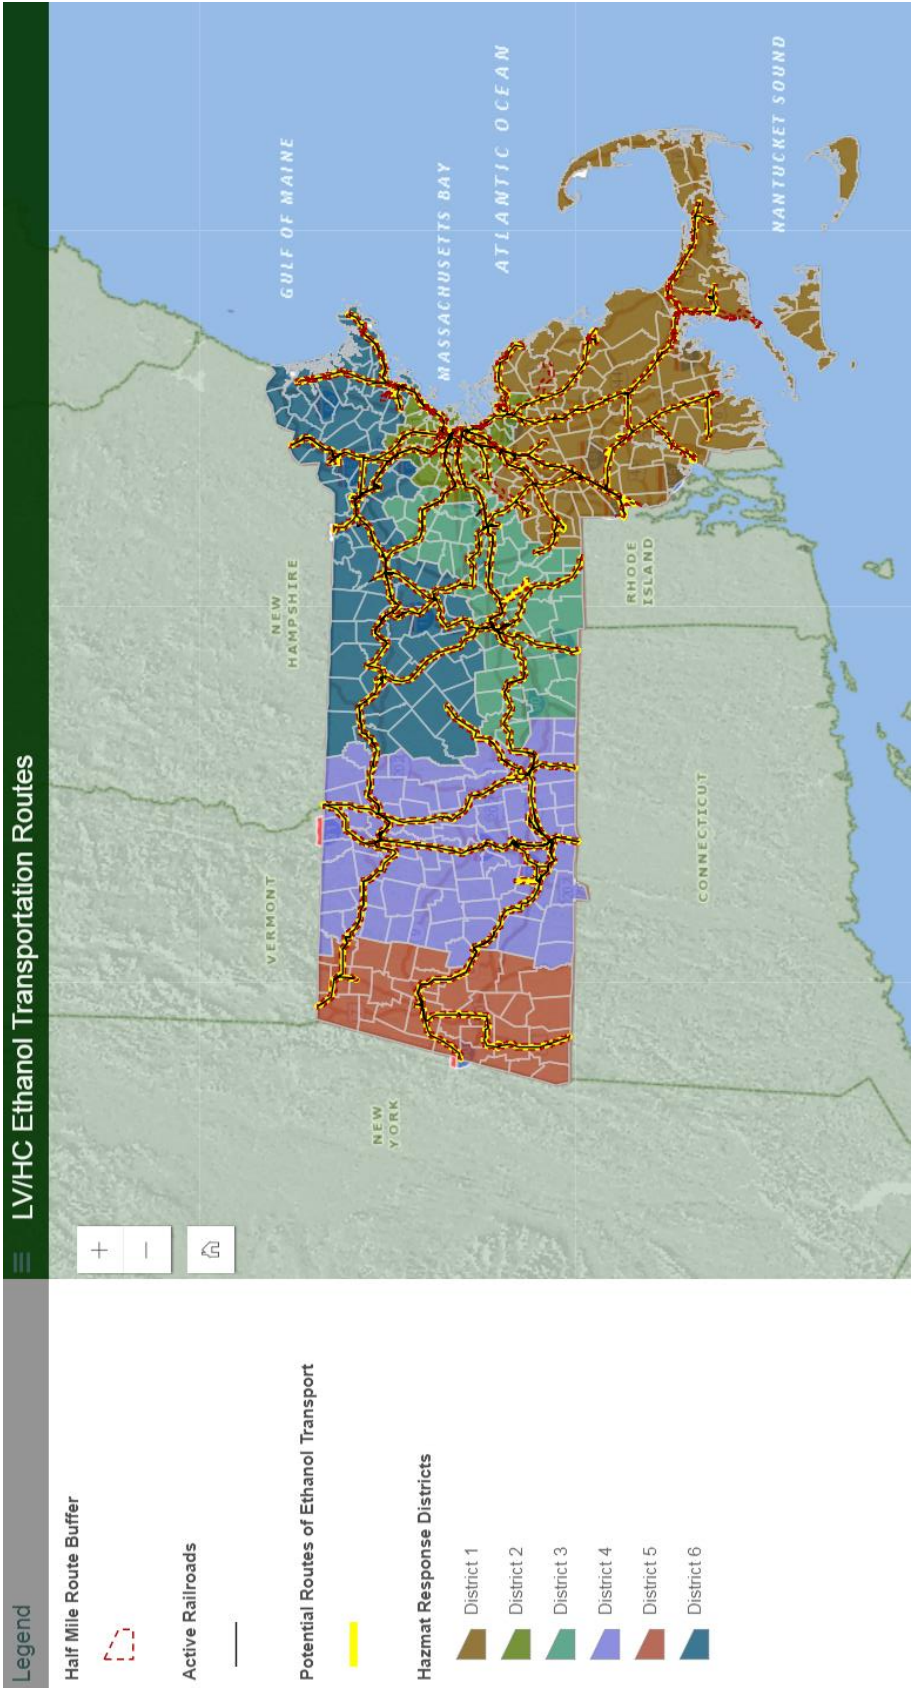 Legend
LV/HC Ethanol Transportation Routes
Half Mile Route Buffer
Active Railroads
Potential Routes of Ethanol Transport
Hazmat Response Districts
District 1
District 2
District 3
District 4
District 5
District 6
+
−
VERMONT
NEW
HAMPSHIRE
GULF OF MAINE
NEW
YORK
MASSACHUSETTS BAY
ATLANTIC OCEAN
CONNECTICUT
RHODE
ISLAND
NANTUCKET SOUND